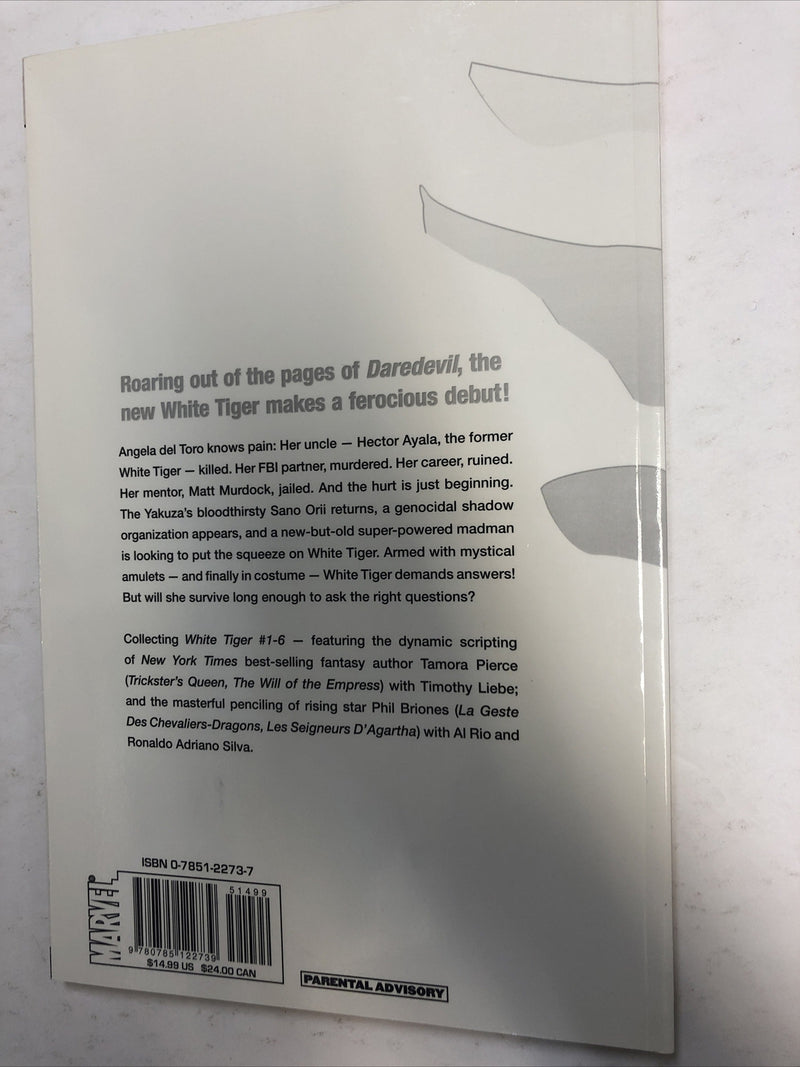 Roaring out of the pages of Daredevil, the
new White Tiger makes a ferocious debut!
Angela del Toro knows pain: Her uncle — Hector Ayala, the former
White Tiger — killed. Her FBI partner, murdered. Her career, ruined.
Her mentor, Matt Murdock, jailed. And the hurt is just beginning.
The Yakuza's bloodthirsty Sano Orii returns, a genocidal shadow
organization appears, and a new-but-old super-powered madman
is looking to put the squeeze on White Tiger. Armed with mystical
amulets — and finally in costume — White Tiger demands answers!
But will she survive long enough to ask the right questions?
Collecting White Tiger #1-6 — featuring the dynamic scripting
of New York Times best-selling fantasy author Tamora Pierce
(Trickster's Queen, The Will of the Empress) with Timothy Liebe;
and the masterful penciling of rising star Phil Briones (La Geste
Des Chevaliers-Dragons, Les Seigneurs D'Agartha) with Al Rio and
Ronaldo Adriano Silva.
ISBN 0-7851-2273-7
51499
MARVEL
9 780785 122739
$14.99 US $24.00 CAN
PARENTAL ADVISORY